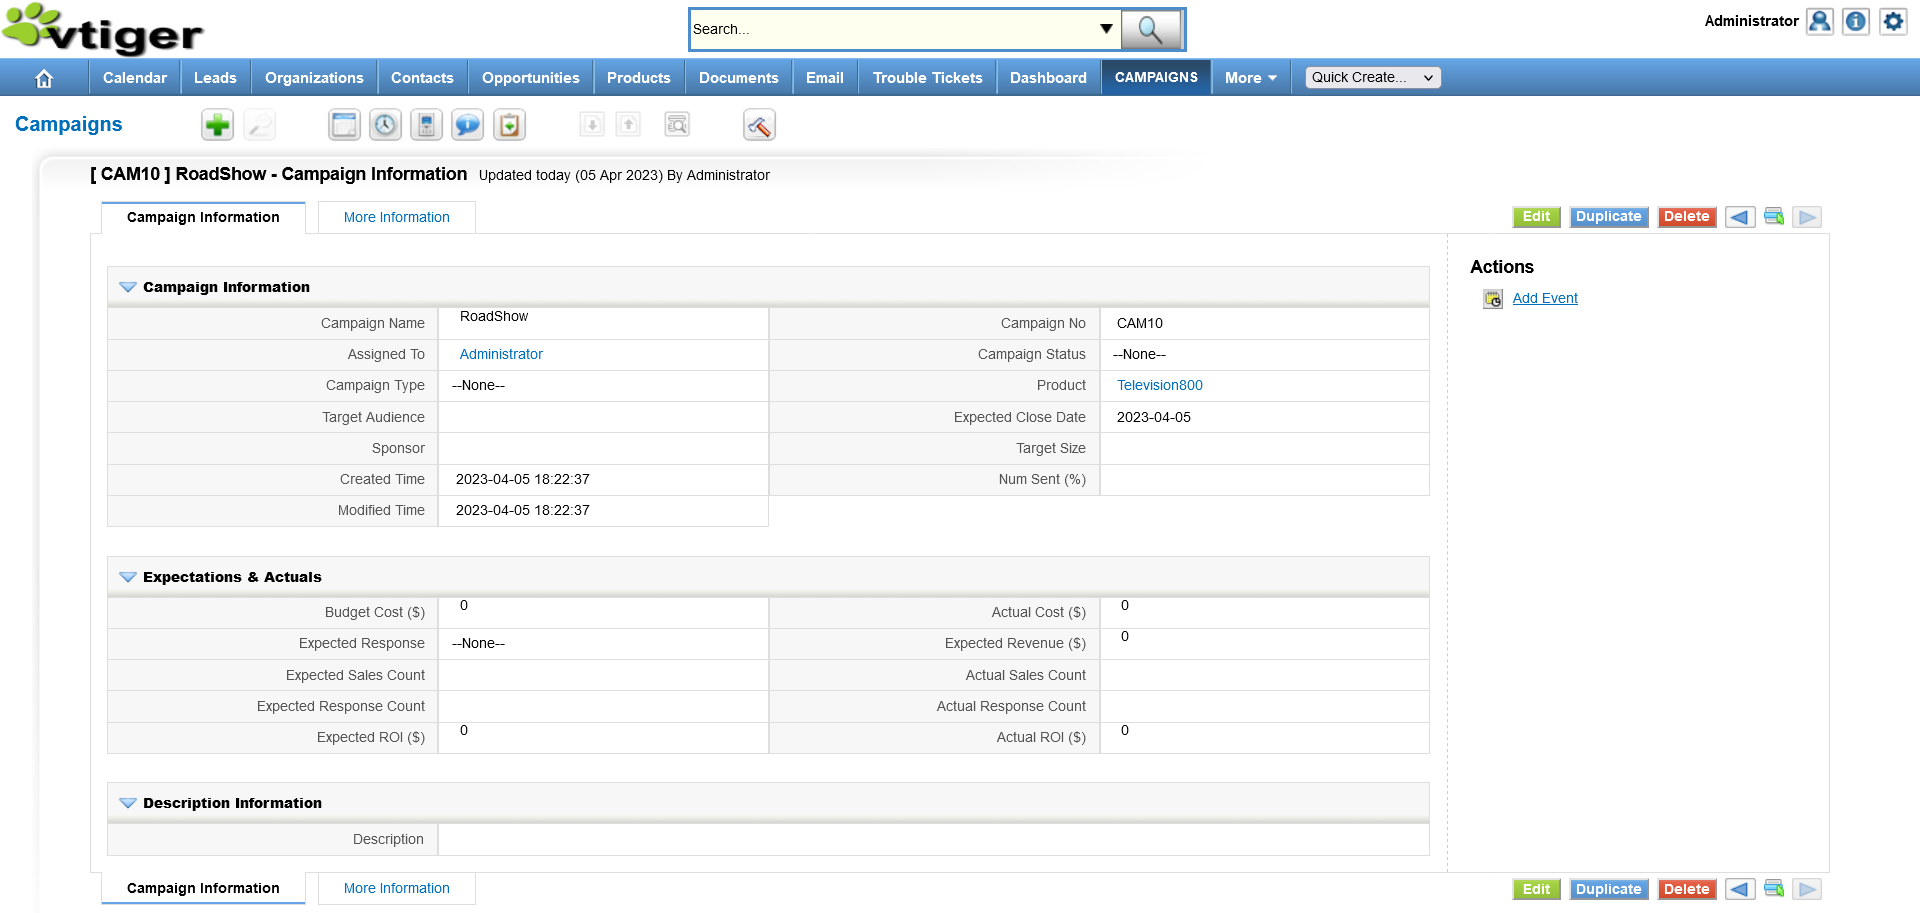 vtiger
Search...
Administrator
Calendar Leads Organizations Contacts Opportunities Products Documents Email Trouble Tickets Dashboard CAMPAIGNS More Quick Create...
Campaigns
[ CAM10 ] RoadShow - Campaign Information Updated today (05 Apr 2023) By Administrator
Campaign Information More Information Edit Duplicate Delete
Actions
Add Event
Campaign Information
Campaign Name RoadShow Campaign No CAM10
Assigned To Administrator Campaign Status --None--
Campaign Type --None-- Product Television800
Target Audience Expected Close Date 2023-04-05
Sponsor Target Size
Created Time 2023-04-05 18:22:37 Num Sent (%)
Modified Time 2023-04-05 18:22:37
Expectations & Actuals
Budget Cost ($) 0 Actual Cost ($) 0
Expected Response --None-- Expected Revenue ($) 0
Expected Sales Count Actual Sales Count
Expected Response Count Actual Response Count
Expected ROI ($) 0 Actual ROI ($) 0
Description Information
Description
Campaign Information More Information Edit Duplicate Delete